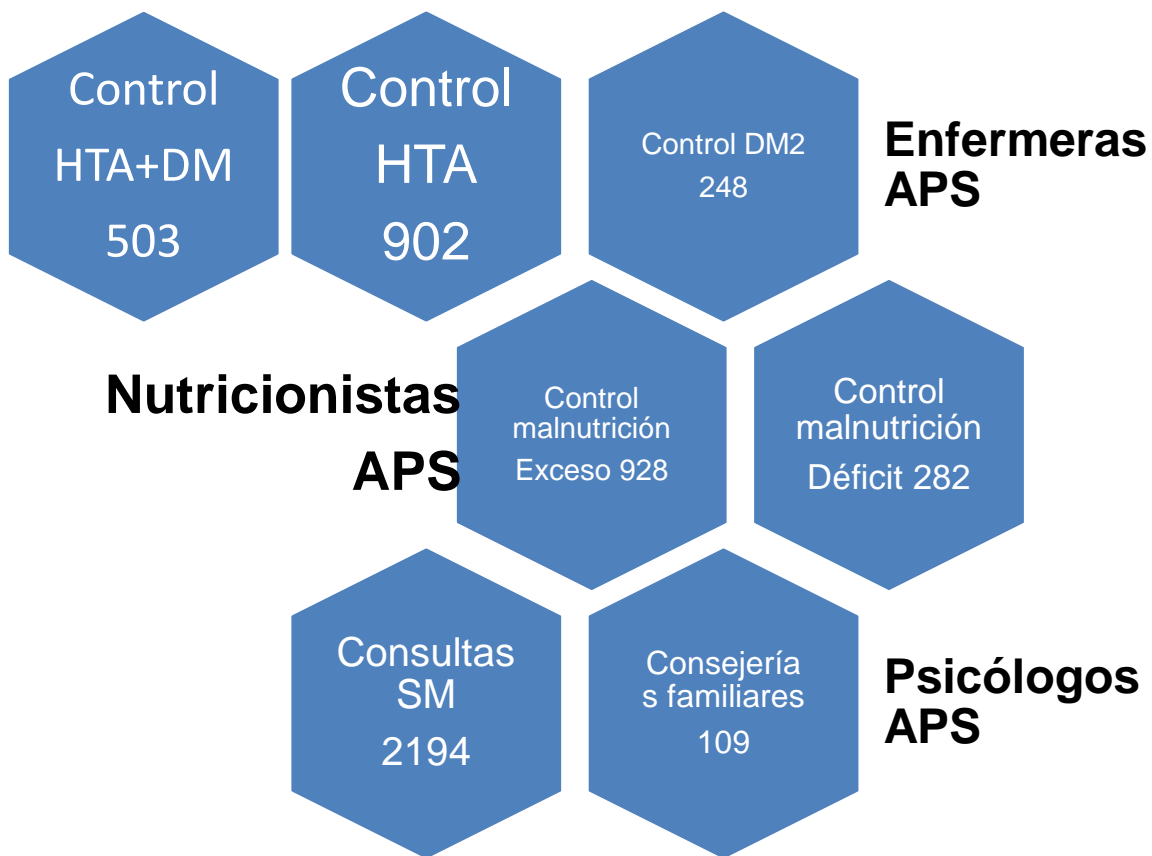 Control
HTA+DM
503
Control
HTA
902
Control DM2
248
Enfermeras
APS
Nutricionistas
APS
Control
malnutrición
Exceso 928
Control
malnutrición
Déficit 282
Consultas
SM
2194
Consejería
s familiares
109
Psicólogos
APS